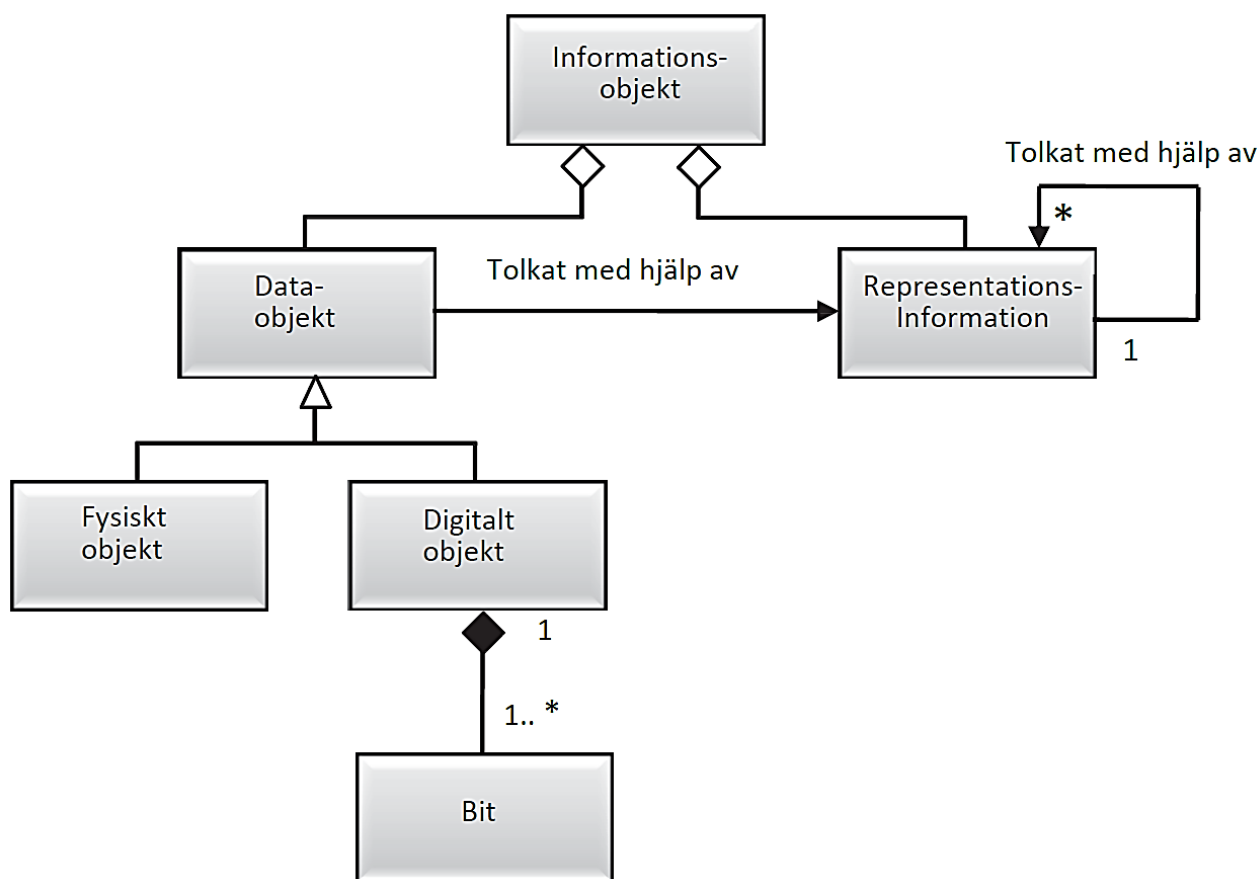 Informations-
objekt
Tolkat med hjälp av
*
Data-
objekt
Tolkat med hjälp av
Representations-
Information
1
Fysiskt
objekt
Digitalt
objekt
1
1.. *
Bit